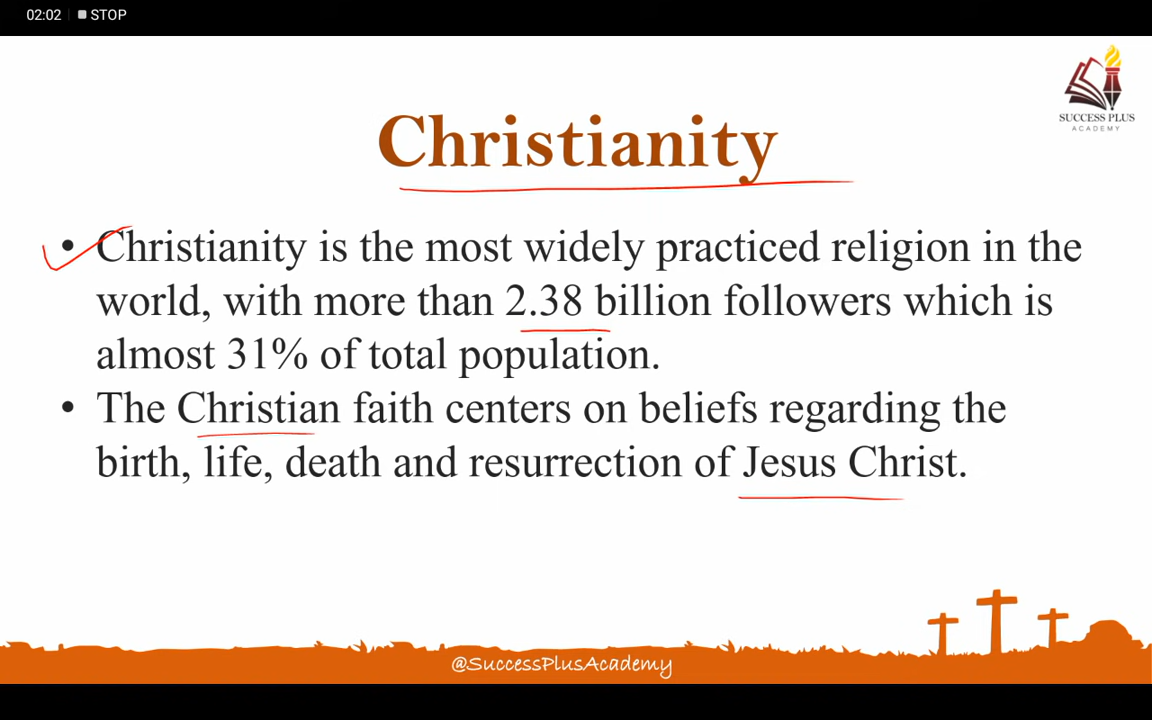 02:02 STOP
SUCCESS PLUS
ACADEMY
Christianity
• Christianity is the most widely practiced religion in the
world, with more than 2.38 billion followers which is
almost 31% of total population.
• The Christian faith centers on beliefs regarding the
birth, life, death and resurrection of Jesus Christ.
@SuccessPlusAcademy